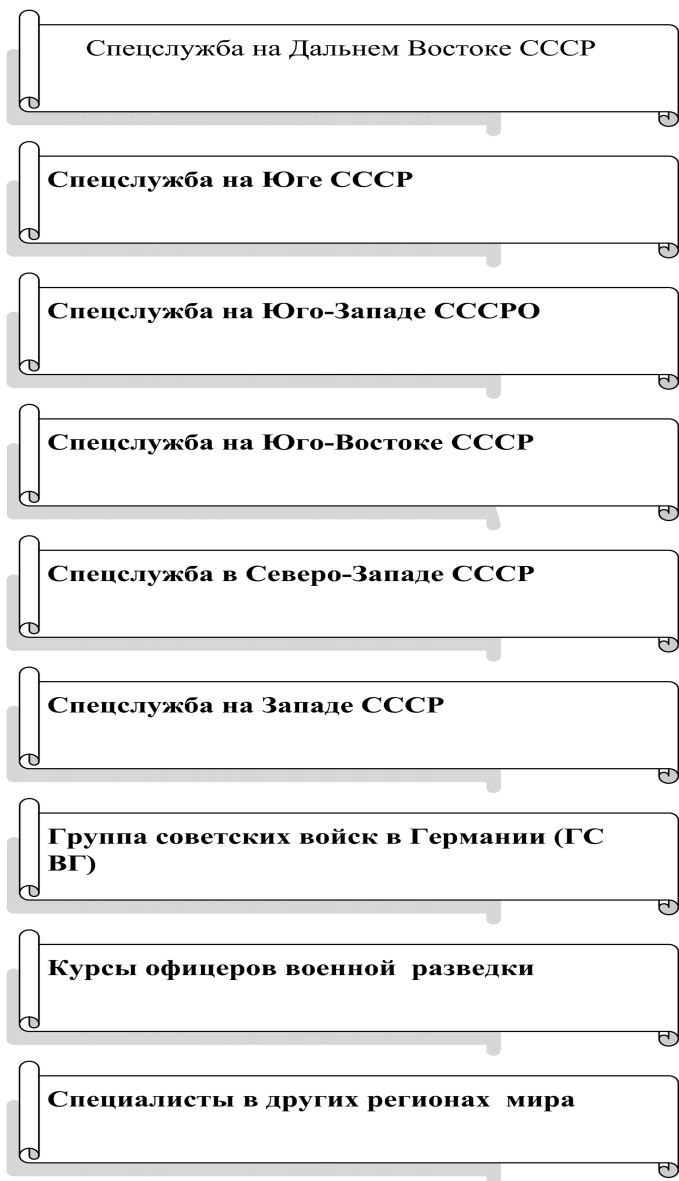 Спецслужба на Дальнем Востоке СССР
Спецслужба на Юге СССР
Спецслужба на Юго-Западе СССРО
Спецслужба на Юго-Востоке СССР
Спецслужба в Северо-Западе СССР
Спецслужба на Западе СССР
Группа советских войск в Германии (ГС
ВГ)
Курсы офицеров военной  разведки
Специалисты в других регионах  мира